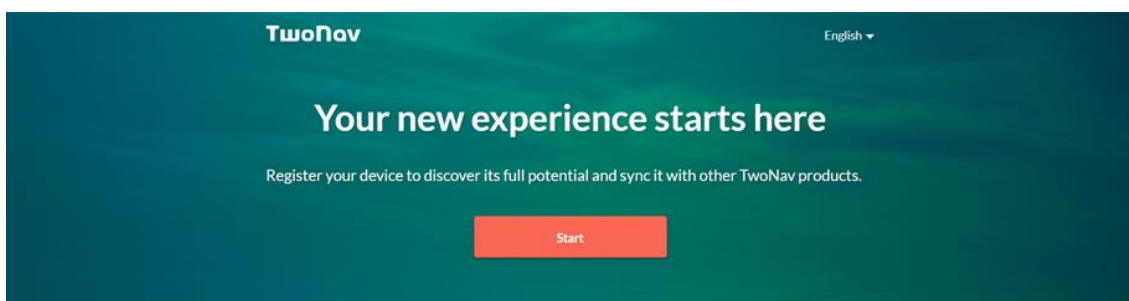 TwoNav
English
Your new experience starts here
Register your device to discover its full potential and sync it with other TwoNav products.
Start